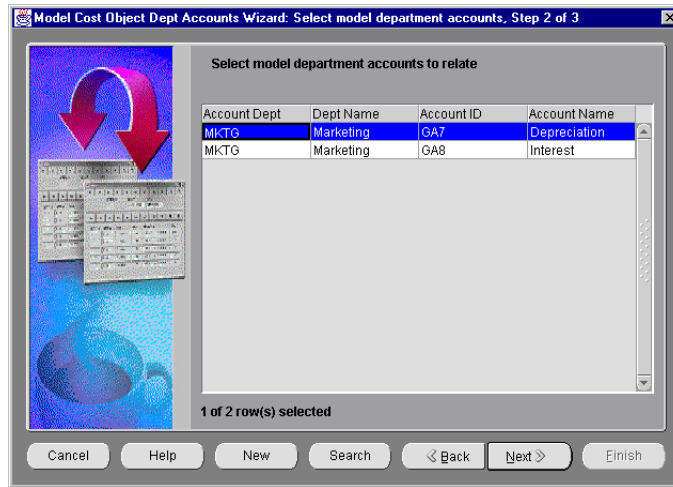 Model Cost Object Dept Accounts Wizard: Select model department accounts, Step 2 of 3
Select model department accounts to relate
Account Dept Dept Name Account ID Account Name
MKTG Marketing GA7 Depreciation
MKTG Marketing GA8 Interest
1 of 2 row(s) selected
Cancel Help New Search Back Next Finish